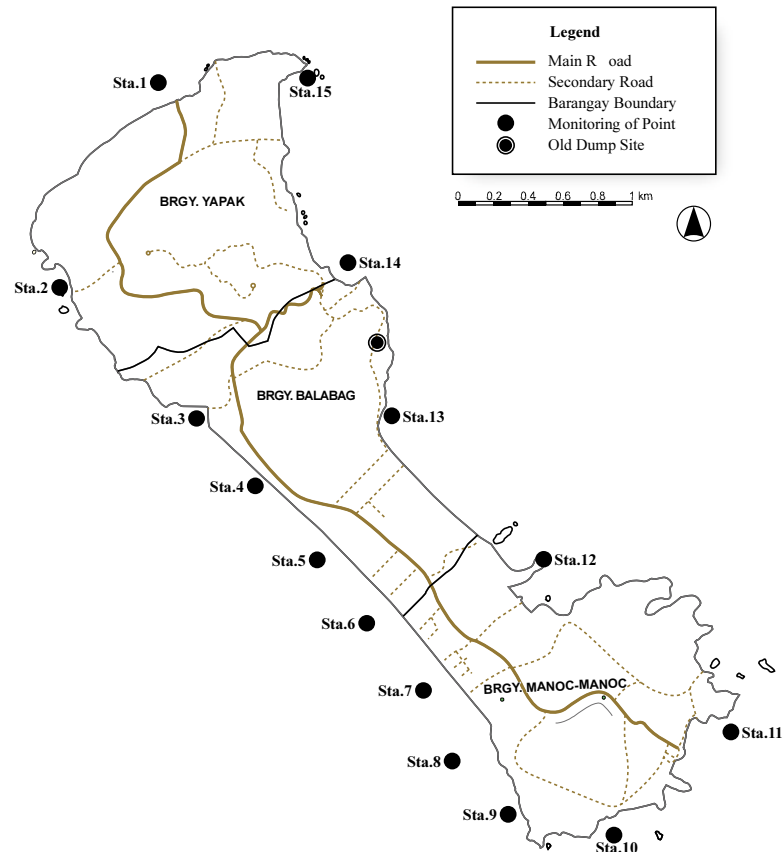 Legend
Main R oad
Secondary Road
Barangay Boundary
Monitoring of Point
Old Dump Site
0 0.2 0.4 0.6 0.8 1 km
Sta.1
Sta.15
BRGY. YAPAK
Sta.14
Sta.2
BRGY. BALABAG
Sta.3
Sta.13
Sta.4
Sta.5
Sta.12
Sta.6
Sta.7
BRGY. MANOC-MANOC
Sta.11
Sta.8
Sta.9
Sta.10